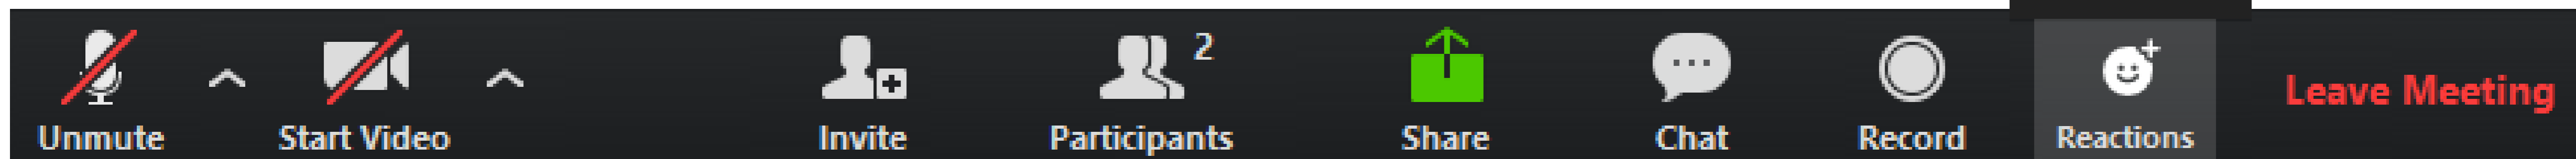 2
Unmute
Start Video
Invite
Participants
Share
Chat
Record
Reactions
Leave Meeting